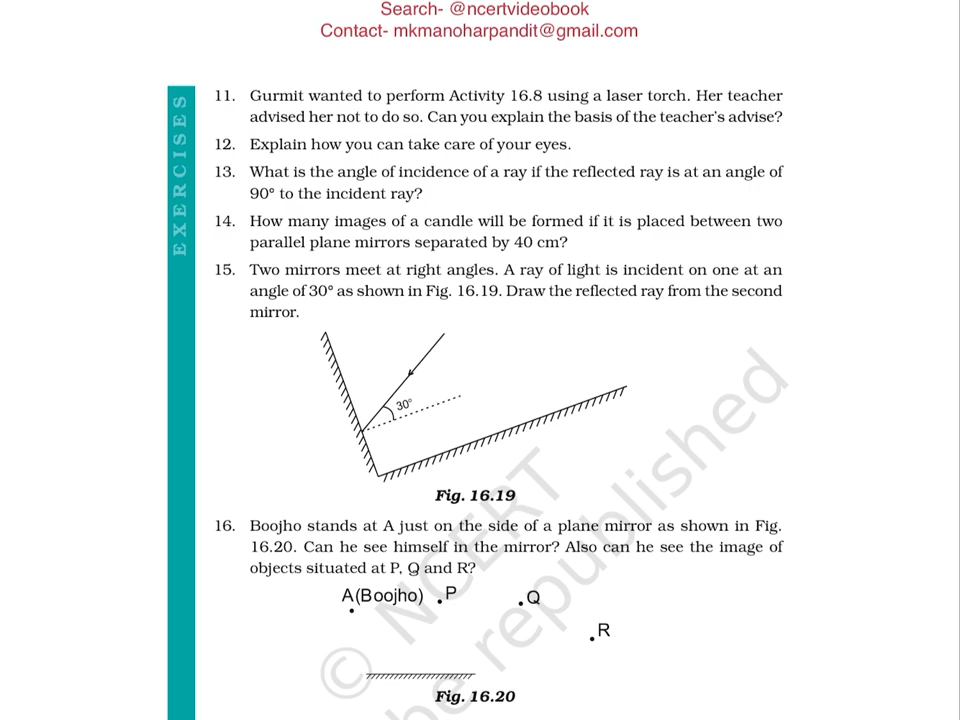 Search- @ncertvideobook
Contact- mkmanoharpandit@gmail.com
EXERCISES
11. Gurmit wanted to perform Activity 16.8 using a laser torch. Her teacher
advised her not to do so. Can you explain the basis of the teacher's advise?
12. Explain how you can take care of your eyes.
13. What is the angle of incidence of a ray if the reflected ray is at an angle of
90° to the incident ray?
14. How many images of a candle will be formed if it is placed between two
parallel plane mirrors separated by 40 cm?
15. Two mirrors meet at right angles. A ray of light is incident on one at an
angle of 30° as shown in Fig. 16.19. Draw the reflected ray from the second
mirror.
30°
Fig. 16.19
16. Boojho stands at A just on the side of a plane mirror as shown in Fig.
16.20. Can he see himself in the mirror? Also can he see the image of
objects situated at P, Q and R?
A(Boojho) P Q
R
Fig. 16.20
© NCERT
be republished